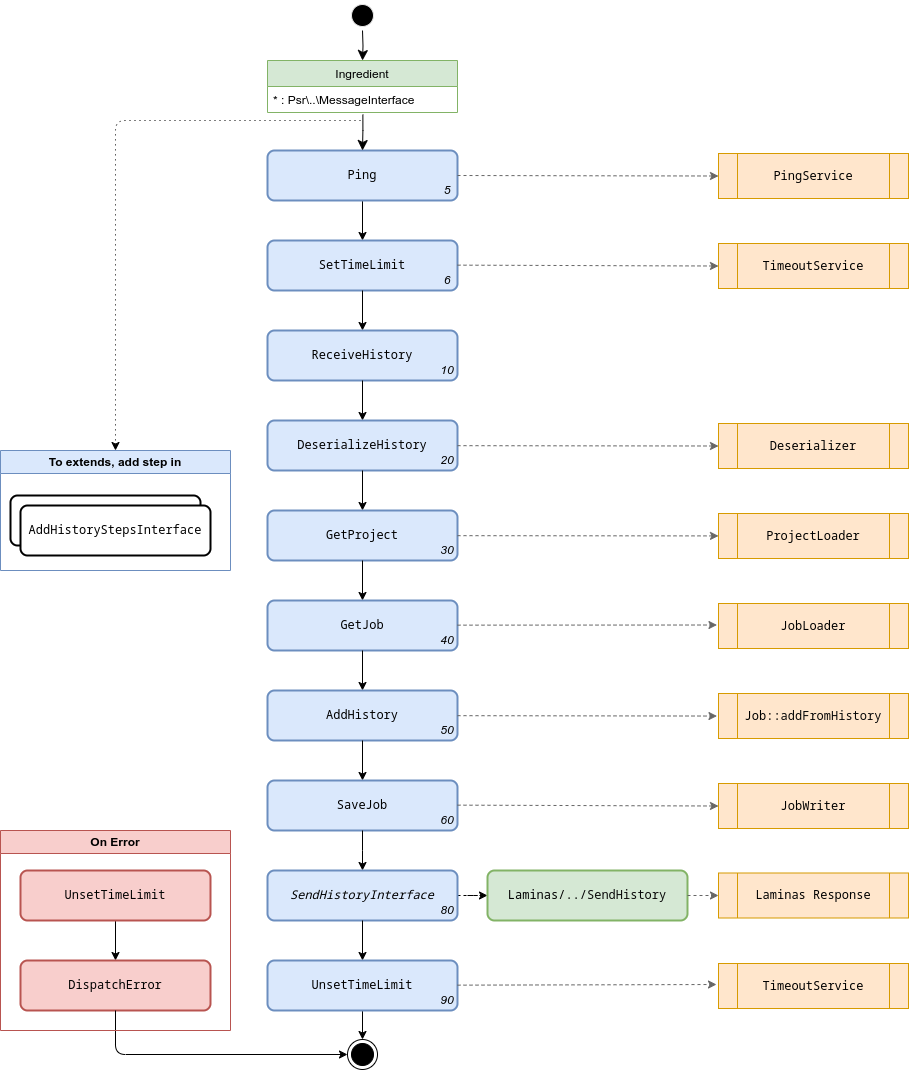 Ingredient
* : Psr\..\MessageInterface
Ping
5
PingService
SetTimeLimit
6
TimeoutService
ReceiveHistory
10
DeserializeHistory
20
Deserializer
To extends, add step in
AddHistoryStepsInterface
GetProject
30
ProjectLoader
GetJob
40
JobLoader
AddHistory
50
Job::addFromHistory
SaveJob
60
JobWriter
On Error
UnsetTimeLimit
DispatchError
SendHistoryInterface
80
Laminas/../SendHistory
Laminas Response
UnsetTimeLimit
90
TimeoutService